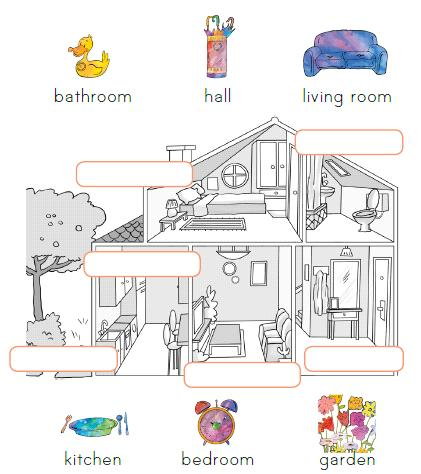 bathroom hall living room
kitchen bedroom garden